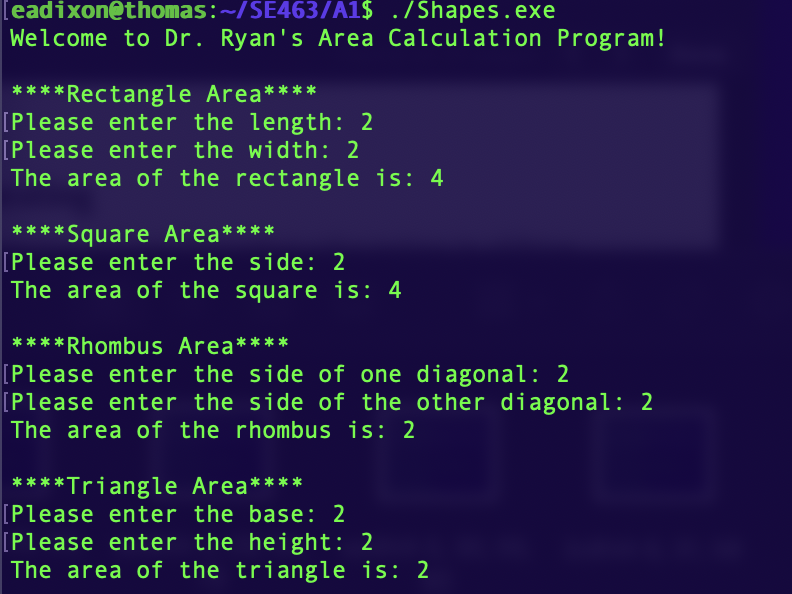 [eadixon@thomas:~/SE463/A1$ ./Shapes.exe
Welcome to Dr. Ryan's Area Calculation Program!
****Rectangle Area****
[Please enter the length: 2
[Please enter the width: 2
The area of the rectangle is: 4
****Square Area****
[Please enter the side: 2
The area of the square is: 4
****Rhombus Area****
[Please enter the side of one diagonal: 2
[Please enter the side of the other diagonal: 2
The area of the rhombus is: 2
****Triangle Area****
[Please enter the base: 2
[Please enter the height: 2
The area of the triangle is: 2